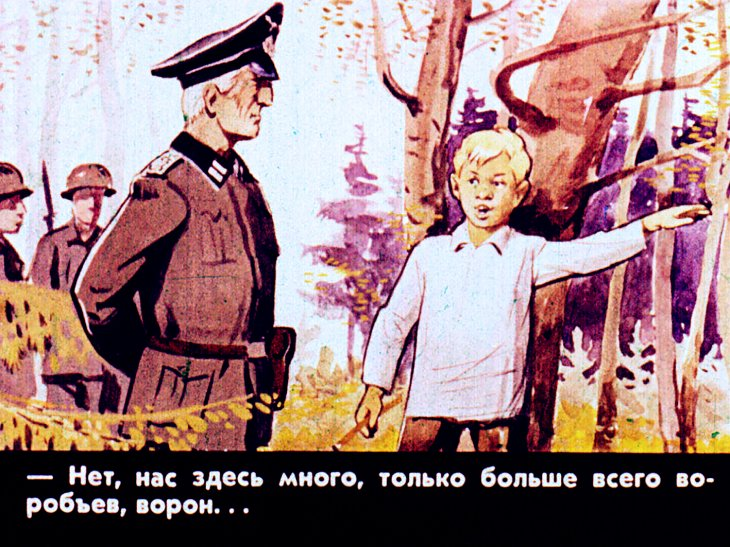 — Нет, нас здесь много, только больше всего во-
робъев, ворон...